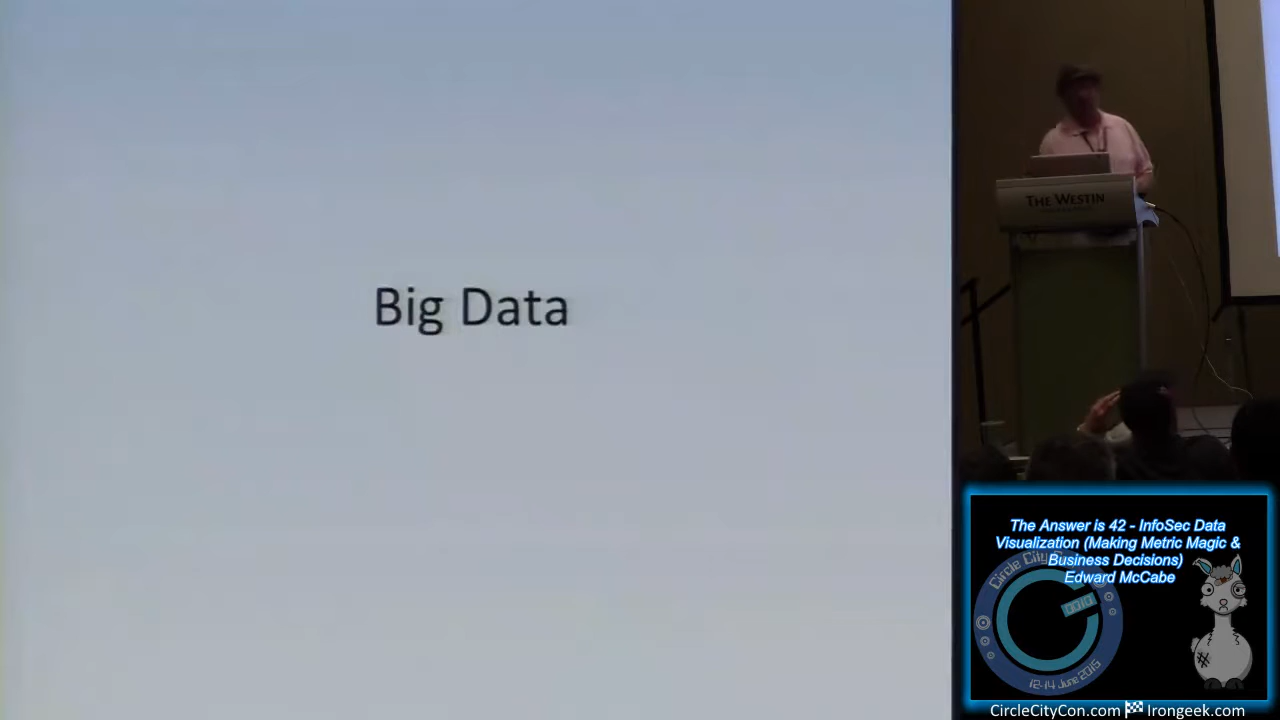 Big Data
THE WESTIN
The Answer is 42 - InfoSec Data
Visualization (Making Metric Magic &
Business Decisions)
Edward McCabe
Circle City Con
12-14 June 2015
CircleCityCon.com Irongeek.com